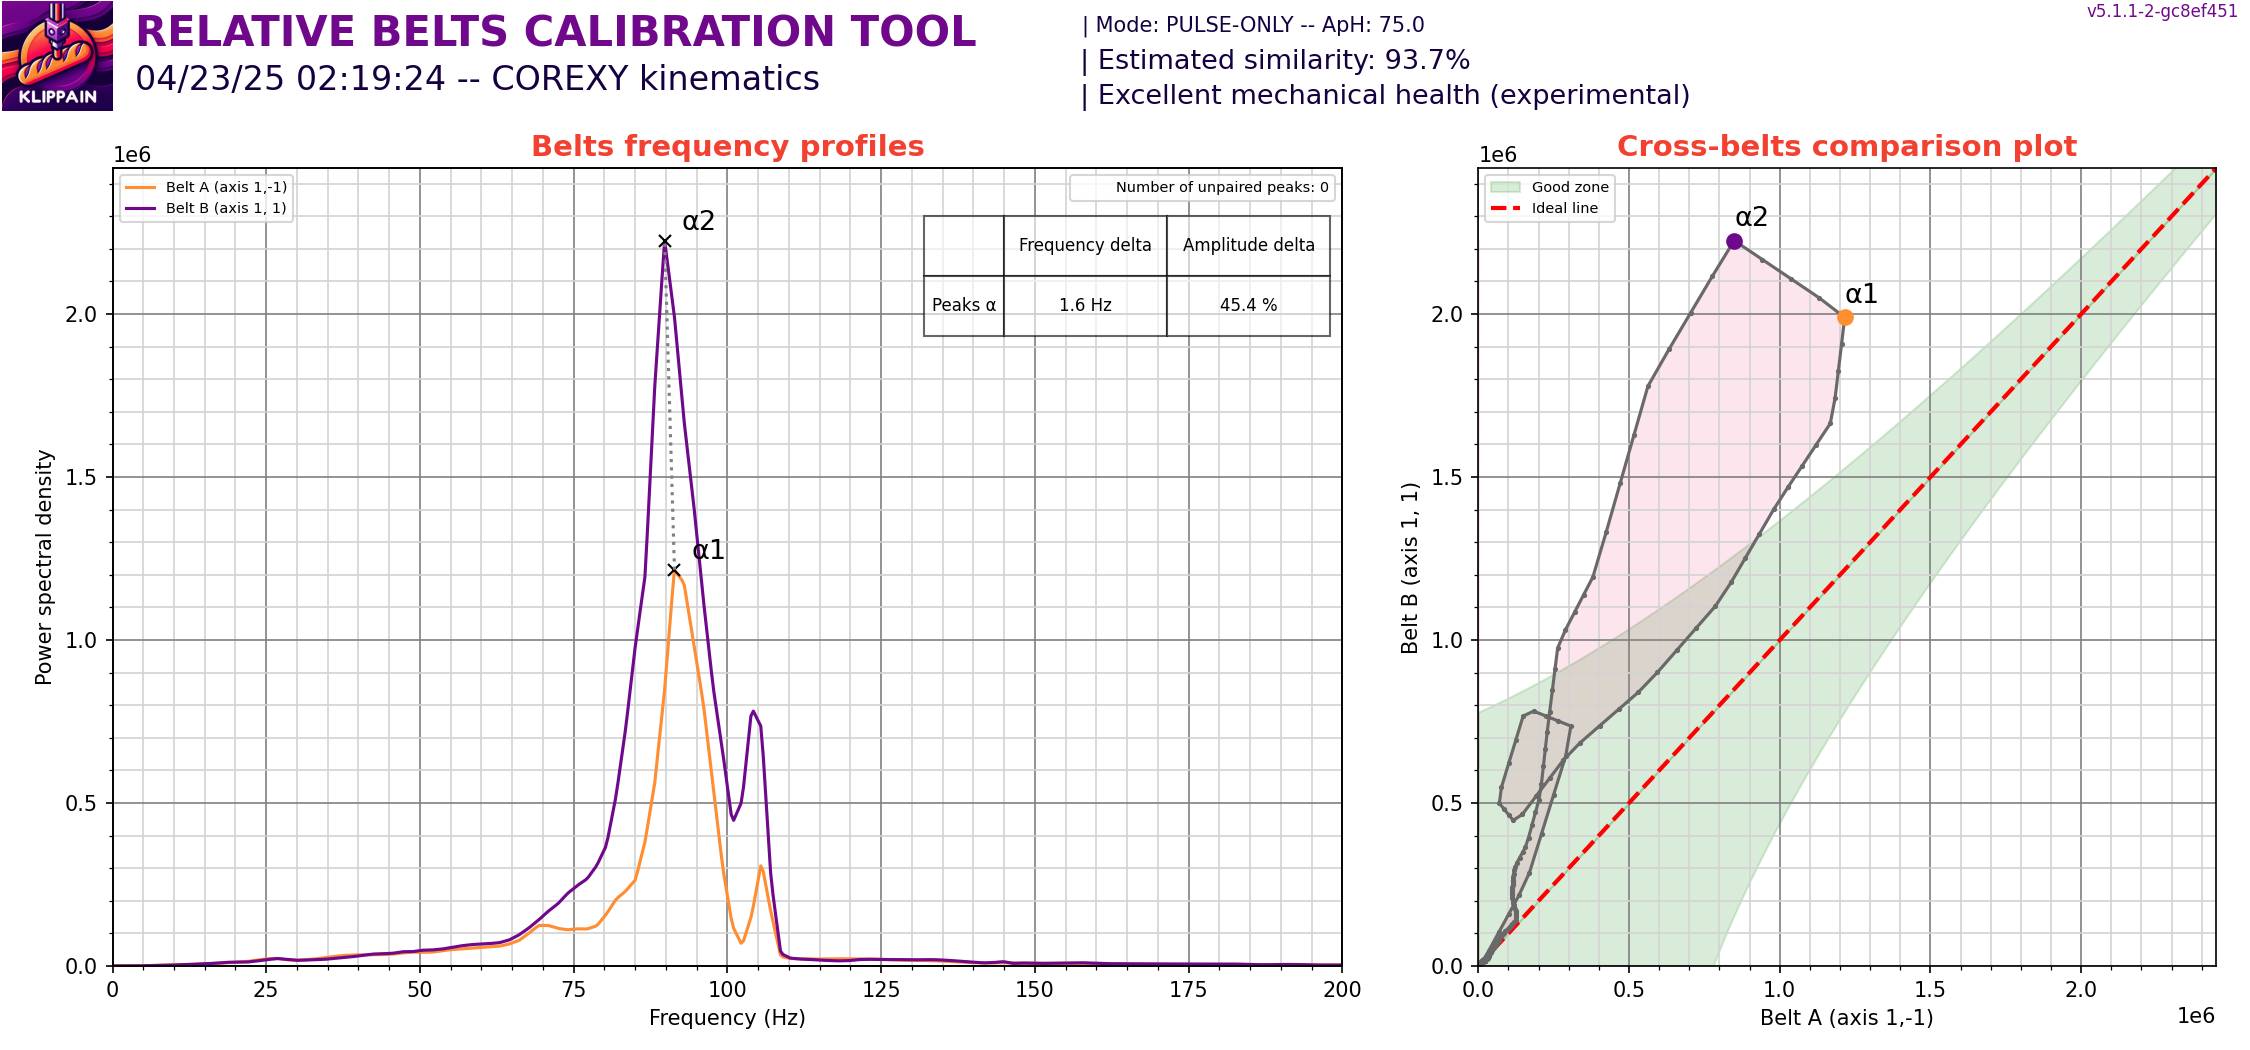 KLIPPAIN
RELATIVE BELTS CALIBRATION TOOL
04/23/25 02:19:24 -- COREXY kinematics
| Mode: PULSE-ONLY -- ApH: 75.0
| Estimated similarity: 93.7%
| Excellent mechanical health (experimental)
v5.1.1-2-gc8ef451
Belts frequency profiles
1e6
Belt A (axis 1,-1)
Belt B (axis 1, 1)
Number of unpaired peaks: 0
Frequency delta Amplitude delta
Peaks α 1.6 Hz 45.4 %
α2
α1
Power spectral density
2.0
1.5
1.0
0.5
0.0
0 25 50 75 100 125 150 175 200
Frequency (Hz)
Cross-belts comparison plot
1e6
Good zone
Ideal line
α2
α1
Belt B (axis 1, 1)
2.0
1.5
1.0
0.5
0.0
0.0 0.5 1.0 1.5 2.0
Belt A (axis 1,-1)
1e6